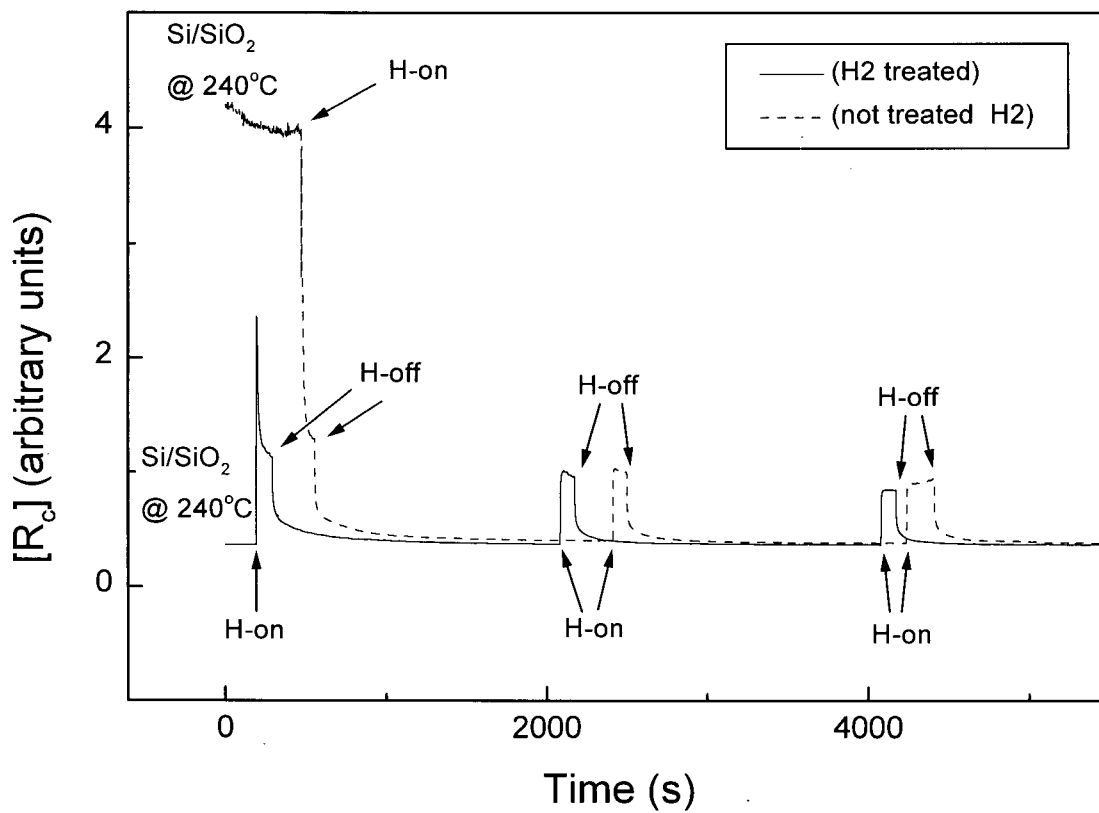 Si/SiO₂
@ 240°C
H-on
(H2 treated)
(not treated H2)
4
2
0
[R_c] (arbitrary units)
H-off
H-off
H-off
Si/SiO₂
@ 240°C
H-on
H-on
H-on
0
2000
4000
Time (s)